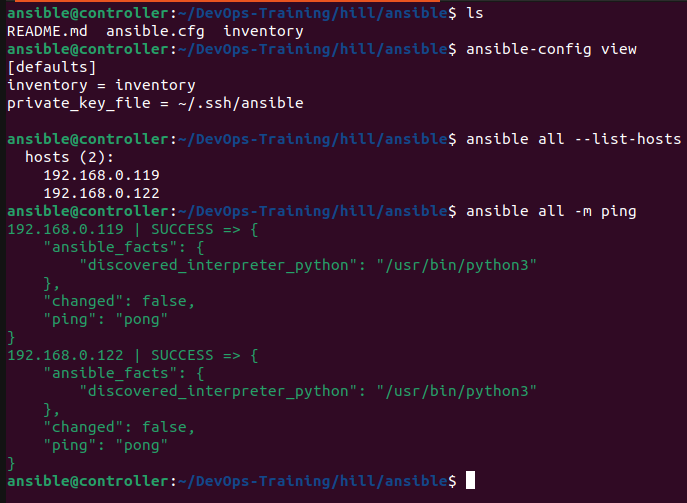 ansible@controller:~/DevOps-Training/hill/ansible$ ls
README.md  ansible.cfg  inventory
ansible@controller:~/DevOps-Training/hill/ansible$ ansible-config view
[defaults]
inventory = inventory
private_key_file = ~/.ssh/ansible

ansible@controller:~/DevOps-Training/hill/ansible$ ansible all --list-hosts
  hosts (2):
    192.168.0.119
    192.168.0.122
ansible@controller:~/DevOps-Training/hill/ansible$ ansible all -m ping
192.168.0.119 | SUCCESS => {
    "ansible_facts": {
        "discovered_interpreter_python": "/usr/bin/python3"
    },
    "changed": false,
    "ping": "pong"
}
192.168.0.122 | SUCCESS => {
    "ansible_facts": {
        "discovered_interpreter_python": "/usr/bin/python3"
    },
    "changed": false,
    "ping": "pong"
}
ansible@controller:~/DevOps-Training/hill/ansible$